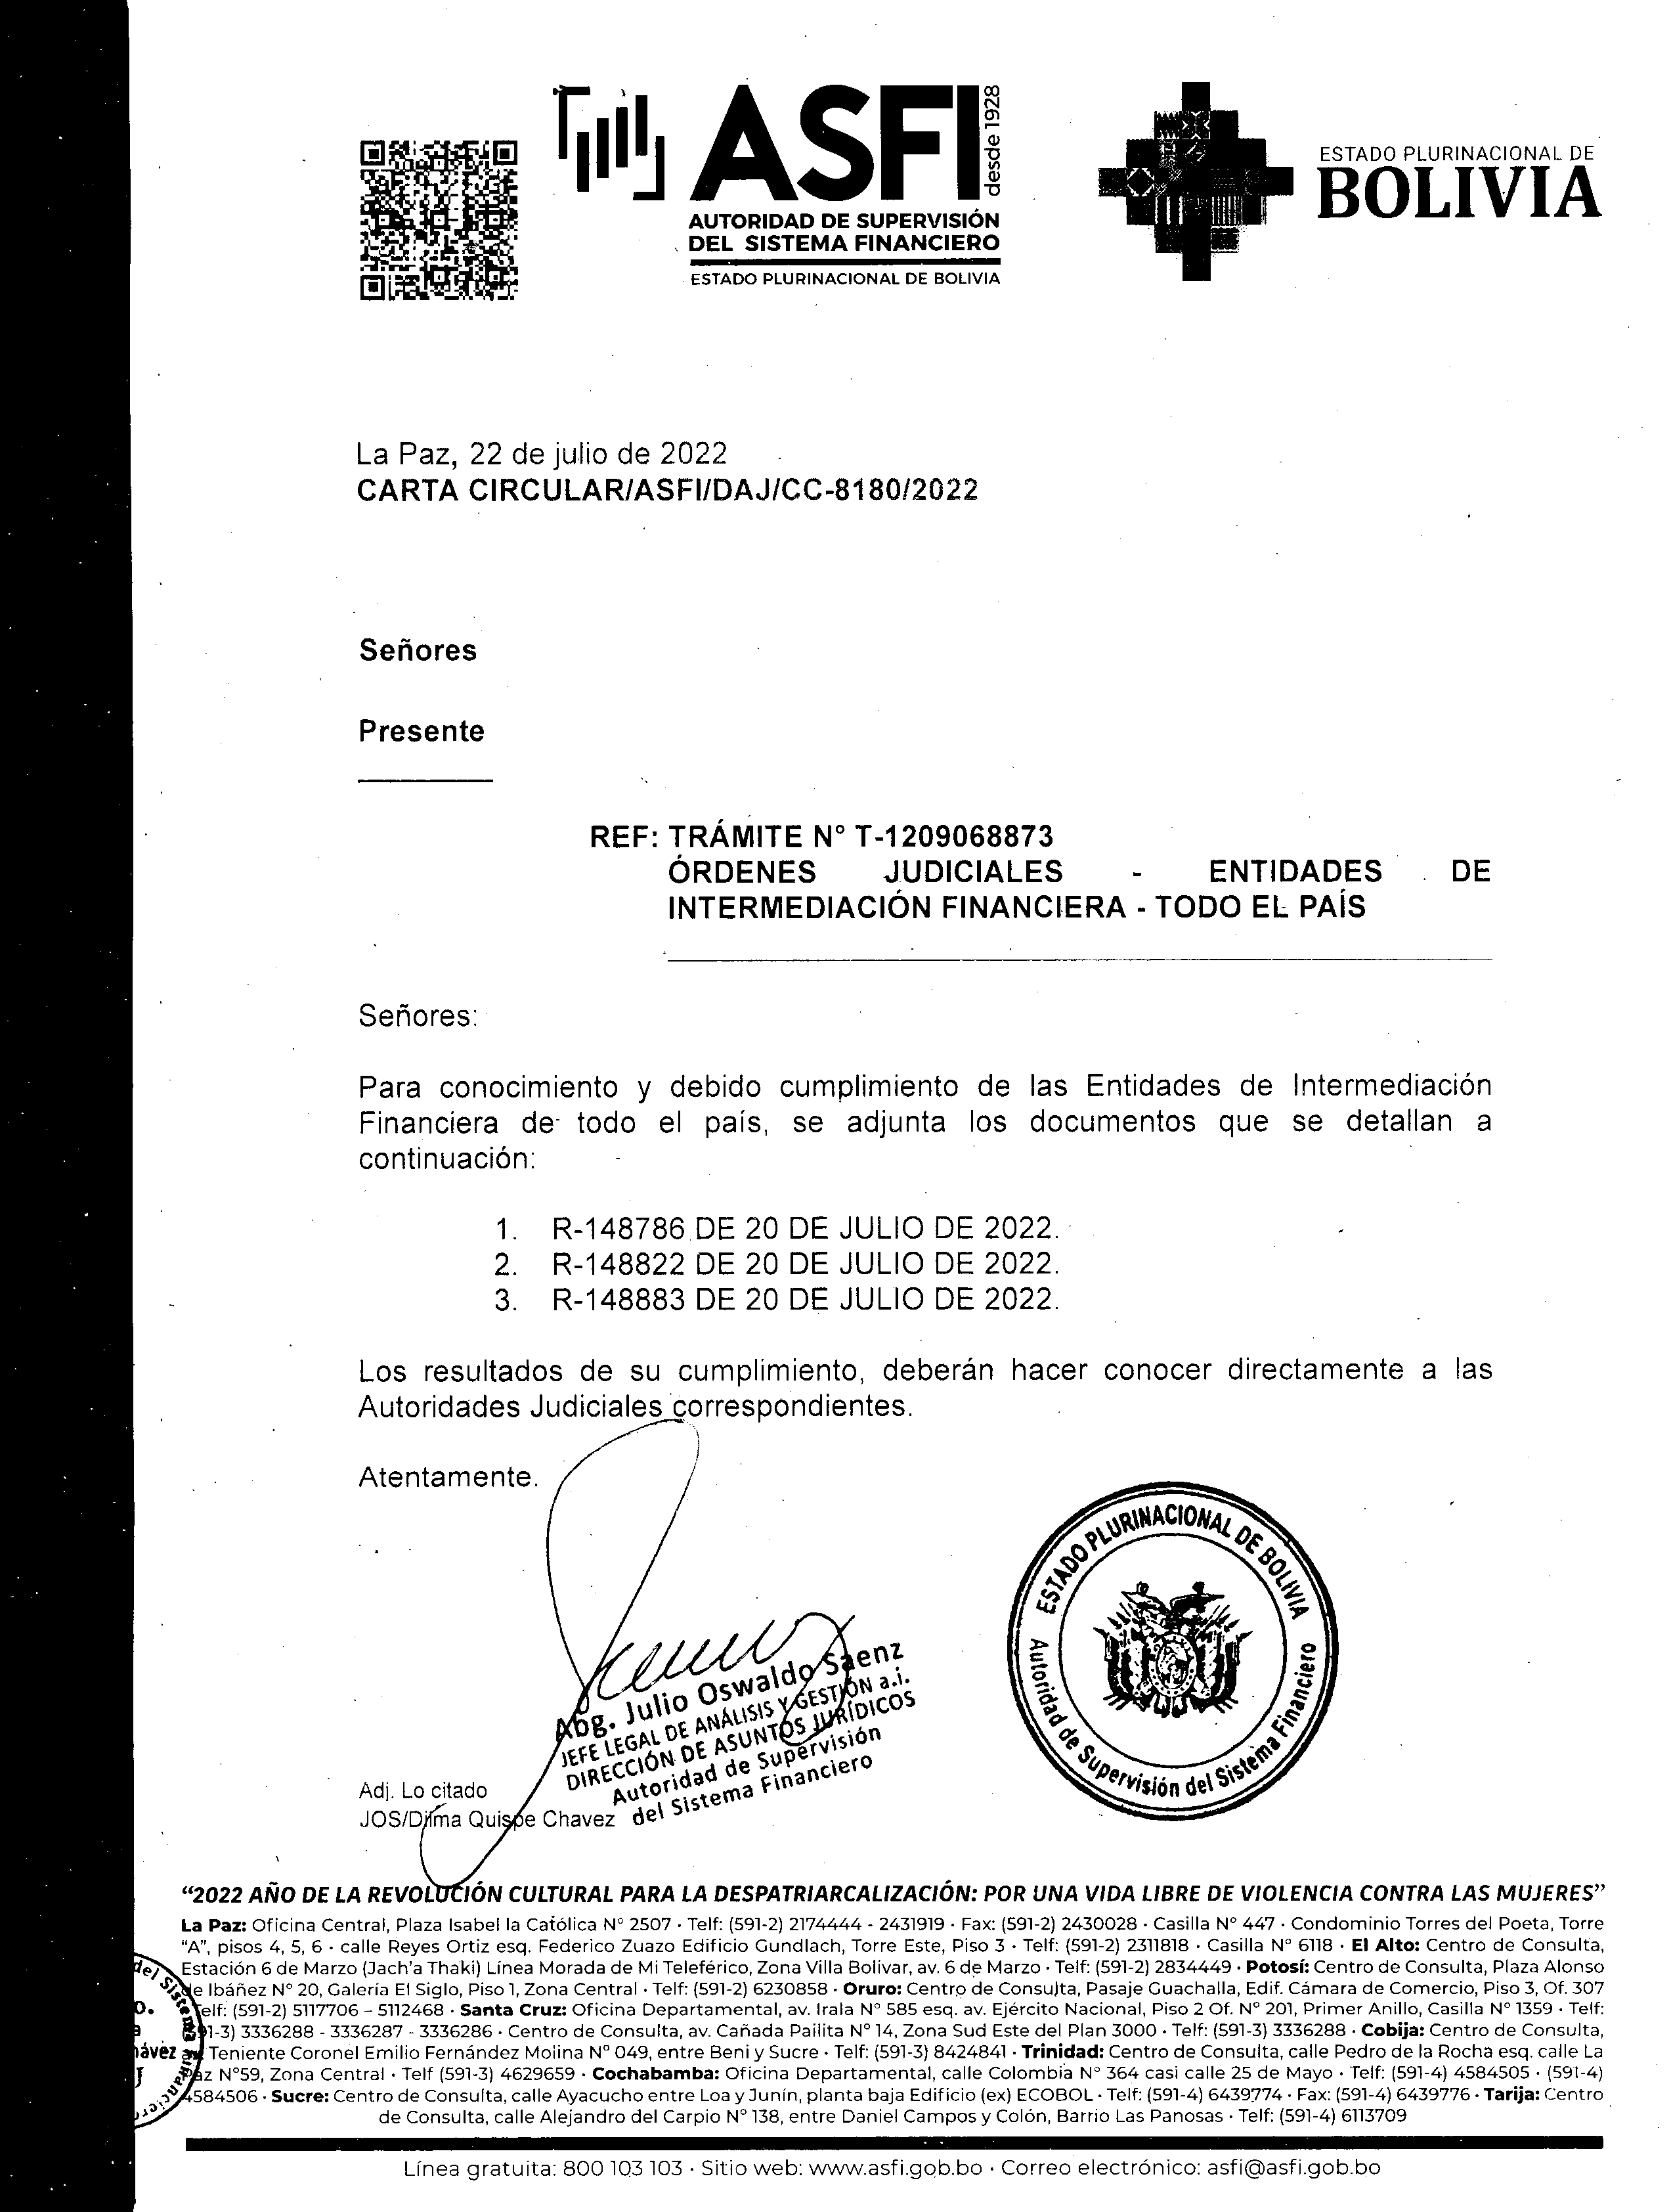 ASFI
desde 1928
AUTORIDAD DE SUPERVISIÓN
DEL SISTEMA FINANCIERO
ESTADO PLURINACIONAL DE BOLIVIA
ESTADO PLURINACIONAL DE
BOLIVIA
La Paz, 22 de julio de 2022
CARTA CIRCULAR/ASFI/DAJ/CC-8180/2022
Señores
Presente
REF: TRÁMITE N° T-1209068873
ÓRDENES JUDICIALES - ENTIDADES DE
INTERMEDIACIÓN FINANCIERA - TODO EL PAÍS
Señores:
Para conocimiento y debido cumplimiento de las Entidades de Intermediación
Financiera de todo el país, se adjunta los documentos que se detallan a
continuación:
1. R-148786 DE 20 DE JULIO DE 2022.
2. R-148822 DE 20 DE JULIO DE 2022.
3. R-148883 DE 20 DE JULIO DE 2022.
Los resultados de su cumplimiento, deberán hacer conocer directamente a las
Autoridades Judiciales correspondientes.
Atentamente.
Abg. Julio Oswaldo Saenz
JEFE LEGAL DE ANÁLISIS Y GESTIÓN a.i.
DIRECCIÓN DE ASUNTOS JURÍDICOS
Autoridad de Supervisión
del Sistema Financiero
ESTADO PLURINACIONAL DE BOLIVIA
Autoridad de Supervisión del Sistema Financiero
Adj. Lo citado
JOS/Dilma Quispe Chavez
“2022 AÑO DE LA REVOLUCIÓN CULTURAL PARA LA DESPATRIARCALIZACIÓN: POR UNA VIDA LIBRE DE VIOLENCIA CONTRA LAS MUJERES”
La Paz: Oficina Central, Plaza Isabel la Católica N° 2507 · Telf: (591-2) 2174444 - 2431919 · Fax: (591-2) 2430028 · Casilla N° 447 · Condominio Torres del Poeta, Torre
“A”, pisos 4, 5, 6 · calle Reyes Ortiz esq. Federico Zuazo Edificio Gundlach, Torre Este, Piso 3 · Telf: (591-2) 2311818 · Casilla N° 6118 · El Alto: Centro de Consulta,
Estación 6 de Marzo (Jach’a Thaki) Línea Morada de Mi Teleférico, Zona Villa Bolivar, av. 6 de Marzo · Telf: (591-2) 2834449 · Potosí: Centro de Consulta, Plaza Alonso
de Ibáñez N° 20, Galería El Siglo, Piso 1, Zona Central · Telf: (591-2) 6230858 · Oruro: Centro de Consulta, Pasaje Guachalla, Edif. Cámara de Comercio, Piso 3, Of. 307
Telf: (591-2) 5117706 – 5112468 · Santa Cruz: Oficina Departamental, av. Irala N° 585 esq. av. Ejército Nacional, Piso 2 Of. N° 201, Primer Anillo, Casilla N° 1359 · Telf:
91-3) 3336288 - 3336287 - 3336286 · Centro de Consulta, av. Cañada Pailita N° 14, Zona Sud Este del Plan 3000 · Telf: (591-3) 3336288 · Cobija: Centro de Consulta,
Teniente Coronel Emilio Fernández Molina N° 049, entre Beni y Sucre · Telf: (591-3) 8424841 · Trinidad: Centro de Consulta, calle Pedro de la Rocha esq. calle La
Paz N°59, Zona Central · Telf (591-3) 4629659 · Cochabamba: Oficina Departamental, calle Colombia N° 364 casi calle 25 de Mayo · Telf: (591-4) 4584505 · (591-4)
4584506 · Sucre: Centro de Consulta, calle Ayacucho entre Loa y Junín, planta baja Edificio (ex) ECOBOL · Telf: (591-4) 6439774 · Fax: (591-4) 6439776 · Tarija: Centro
de Consulta, calle Alejandro del Carpio N° 138, entre Daniel Campos y Colón, Barrio Las Panosas · Telf: (591-4) 6113709
Línea gratuita: 800 103 103 · Sitio web: www.asfi.gob.bo · Correo electrónico: asfi@asfi.gob.bo